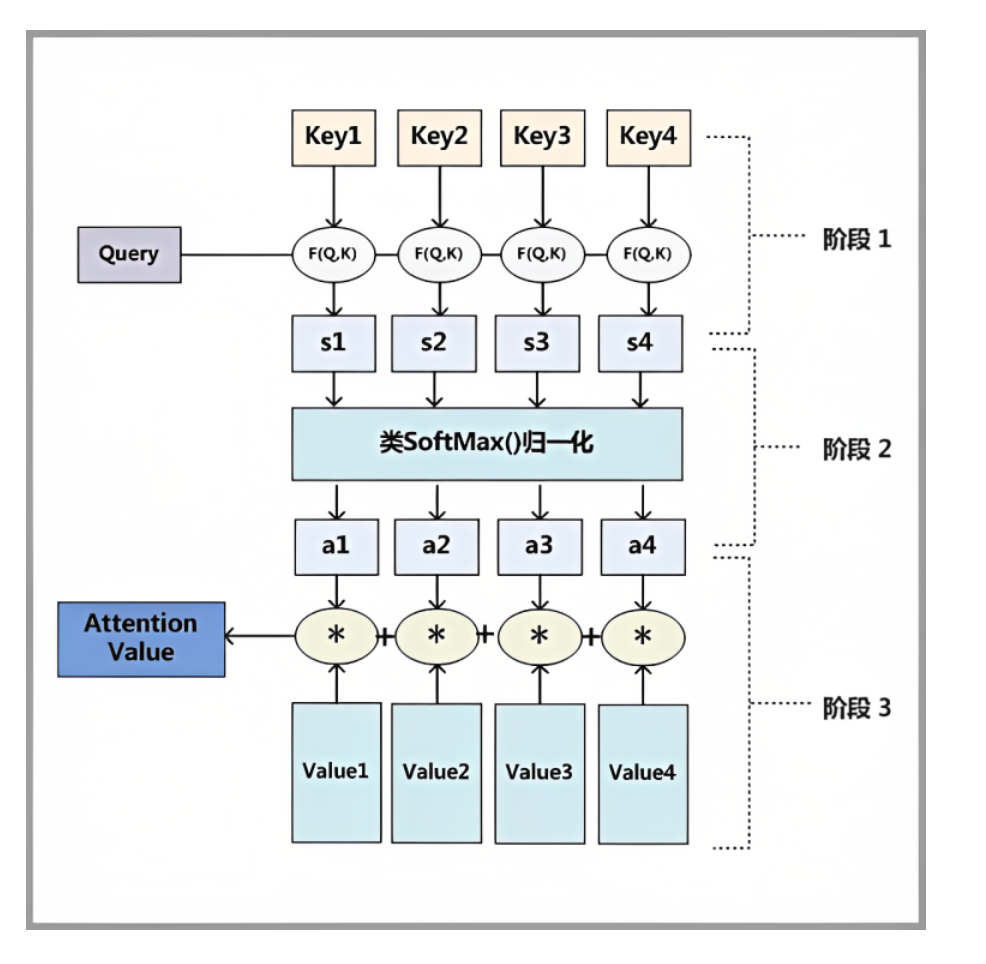 Key1 Key2 Key3 Key4
阶段 1
Query F(Q,K) F(Q,K) F(Q,K) F(Q,K)
s1 s2 s3 s4
类SoftMax()归一化
阶段 2
a1 a2 a3 a4
Attention
Value
* + * + * + *
阶段 3
Value1 Value2 Value3 Value4